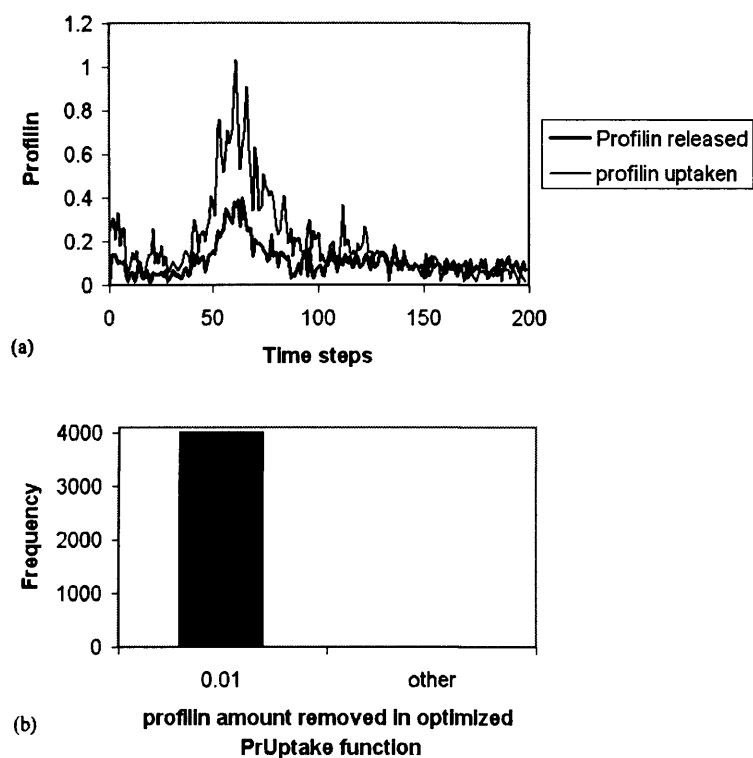 1.2
1
0.8
0.6
0.4
0.2
0
Profilin
0 50 100 150 200
Time steps
Profilin released
profilin uptaken
(a)
4000
3000
2000
1000
0
Frequency
0.01 other
profilin amount removed in optimized
PrUptake function
(b)